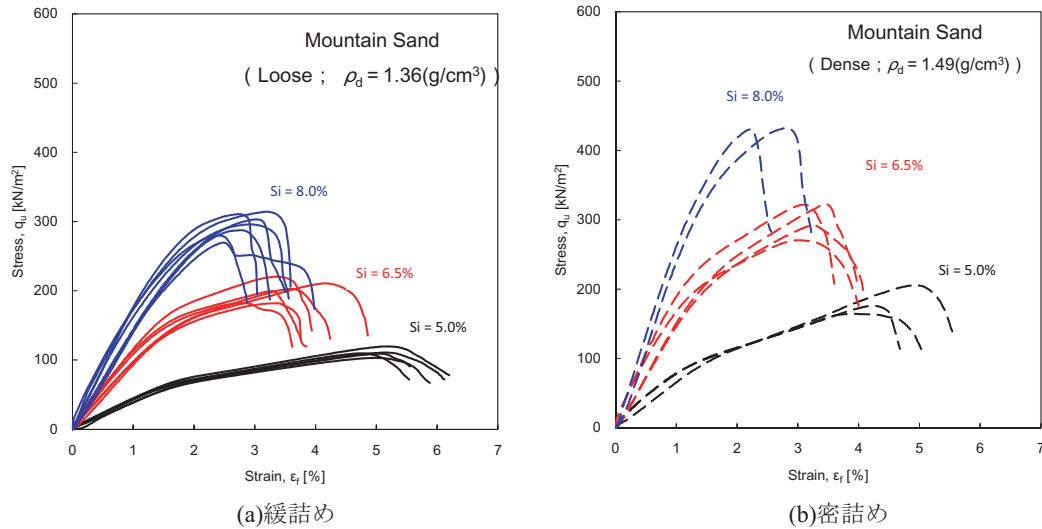 600
500
400
300
200
100
0
0 1 2 3 4 5 6 7
Stress, qᵤ [kN/m²]
Strain, ε_f [%]
Mountain Sand
( Loose ; ρ_d = 1.36(g/cm³ )
Si = 8.0%
Si = 6.5%
Si = 5.0%
(a)緩詰め
600
500
400
300
200
100
0
0 1 2 3 4 5 6 7
Stress, qᵤ [kN/m²]
Strain, ε_f [%]
Mountain Sand
( Dense ; ρ_d = 1.49(g/cm³ )
Si = 8.0%
Si = 6.5%
Si = 5.0%
(b)密詰め